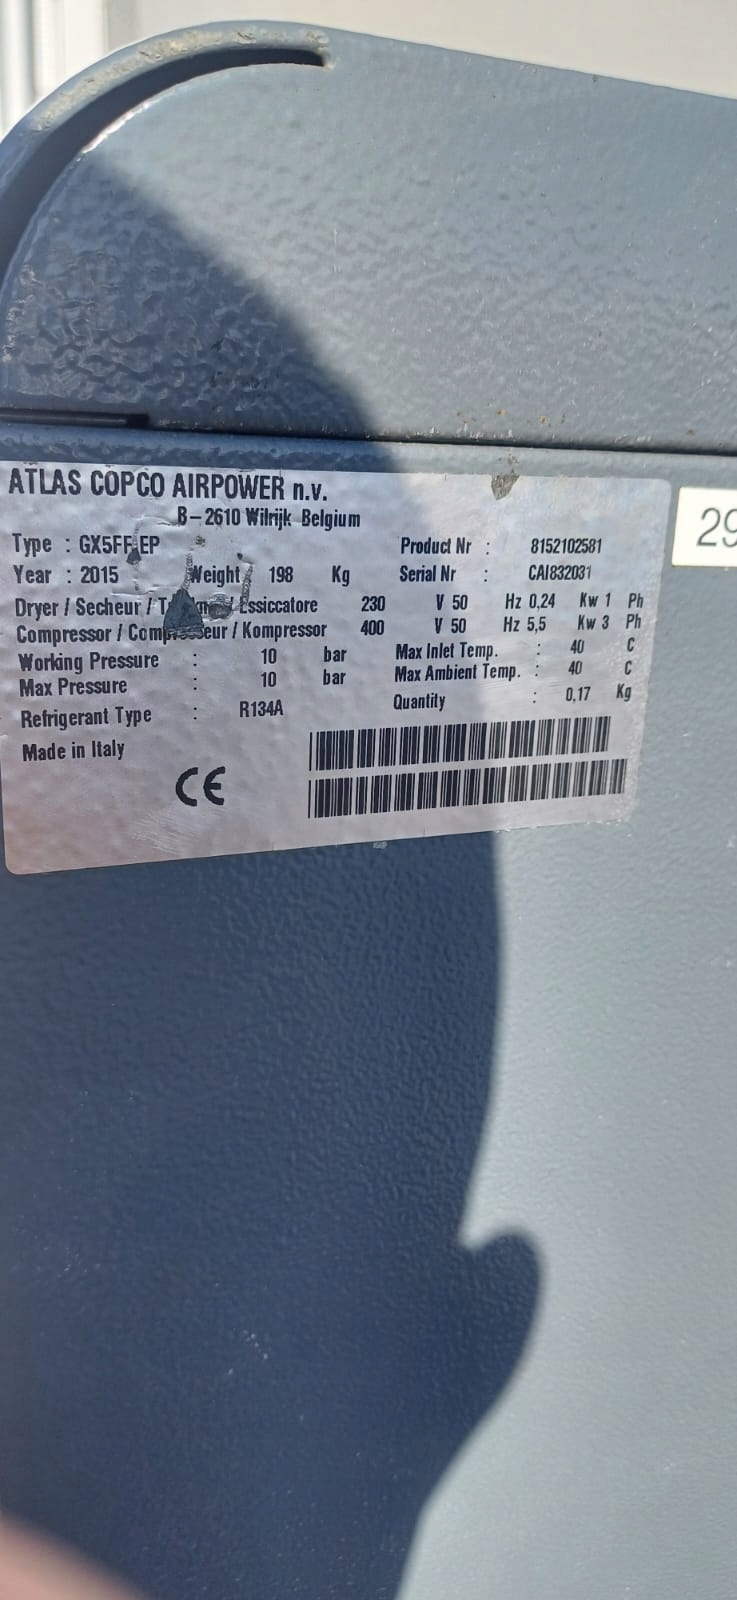 ATLAS COPCO AIRPOWER n.v.
B-2610 Wilrijk Belgium
Type : GX5FF EP Product Nr : 8152102581
Year : 2015 Weight 198 Kg Serial Nr : CAI832031
Dryer / Secheur / Essiccatore 230 V 50 Hz 0,24 Kw 1 Ph
Compressor / Compresseur / Kompressor 400 V 50 Hz 5,5 Kw 3 Ph
Working Pressure : 10 bar Max Inlet Temp. : 40 C
Max Pressure : 10 bar Max Ambient Temp. : 40 C
Refrigerant Type : R134A Quantity : 0,17 Kg
Made in Italy
CE
29